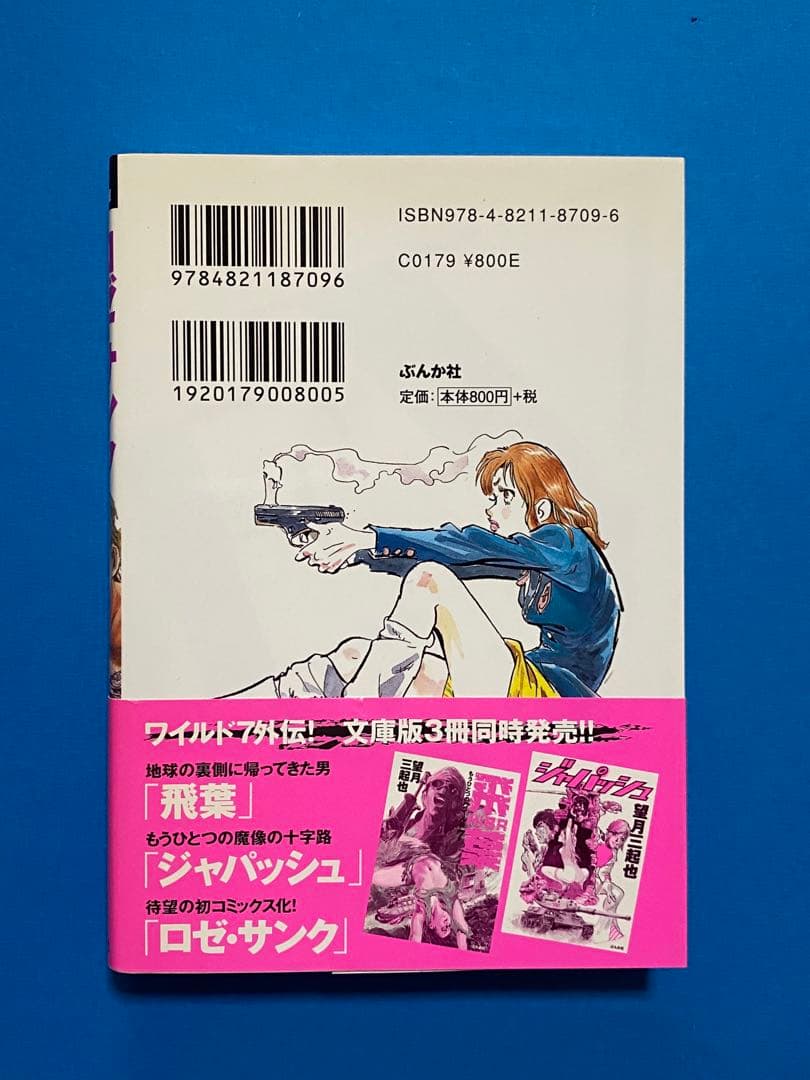 ISBN978-4-8211-8709-6
9784821187096
C0179 ¥800E
1920179008005
ぶんか社
定価:本体800円+税
ワイルド7外伝! 文庫版3冊同時発売!!
地球の裏側に帰ってきた男
「飛葉」
もうひとつの魔像の十字路
「ジャパッシュ」
待望の初コミックス化!
「ロゼ・サンク」
望月三起也
飛葉
ジャパッシュ
望月三起也